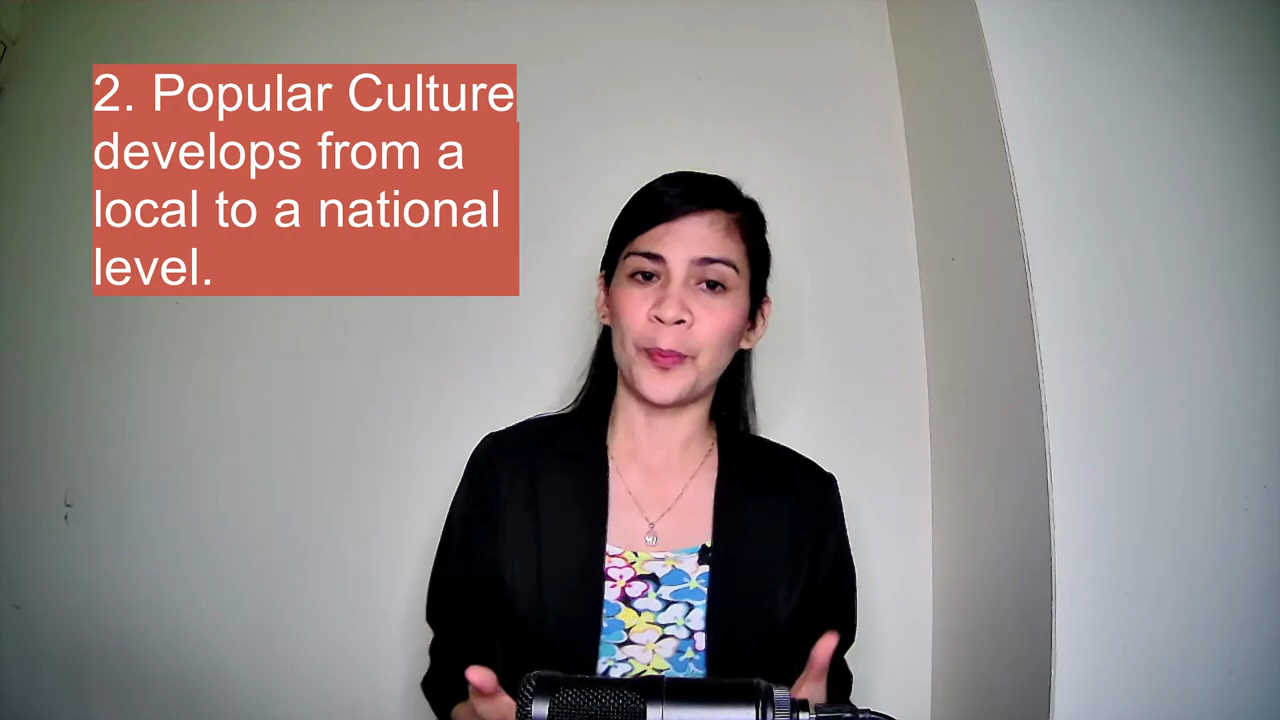 2. Popular Culture
develops from a
local to a national
level.